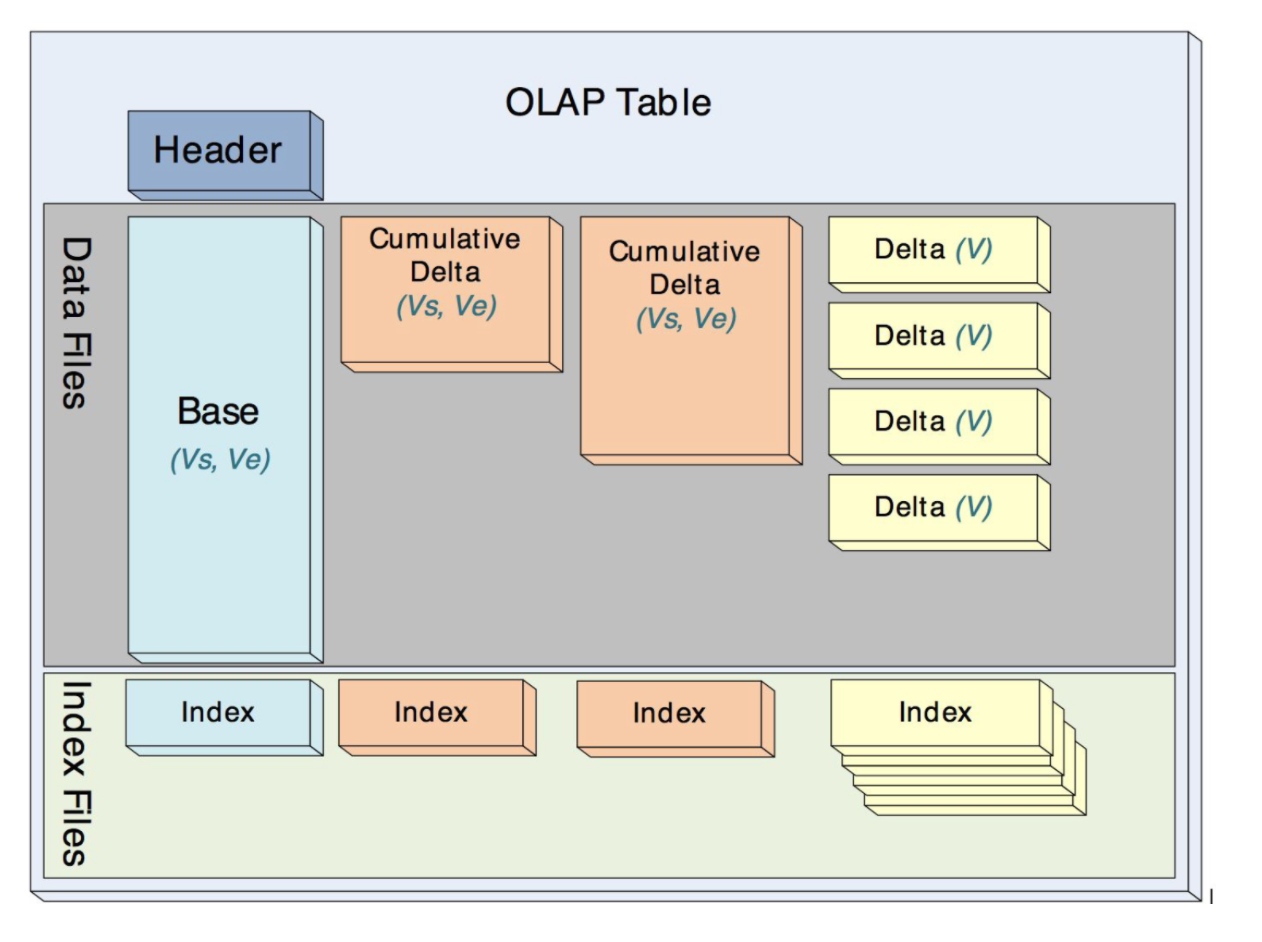 OLAP Table
Header
Data Files
Base
(Vs, Ve)
Cumulative
Delta
(Vs, Ve)
Cumulative
Delta
(Vs, Ve)
Delta (V)
Delta (V)
Delta (V)
Delta (V)
Index Files
Index
Index
Index
Index